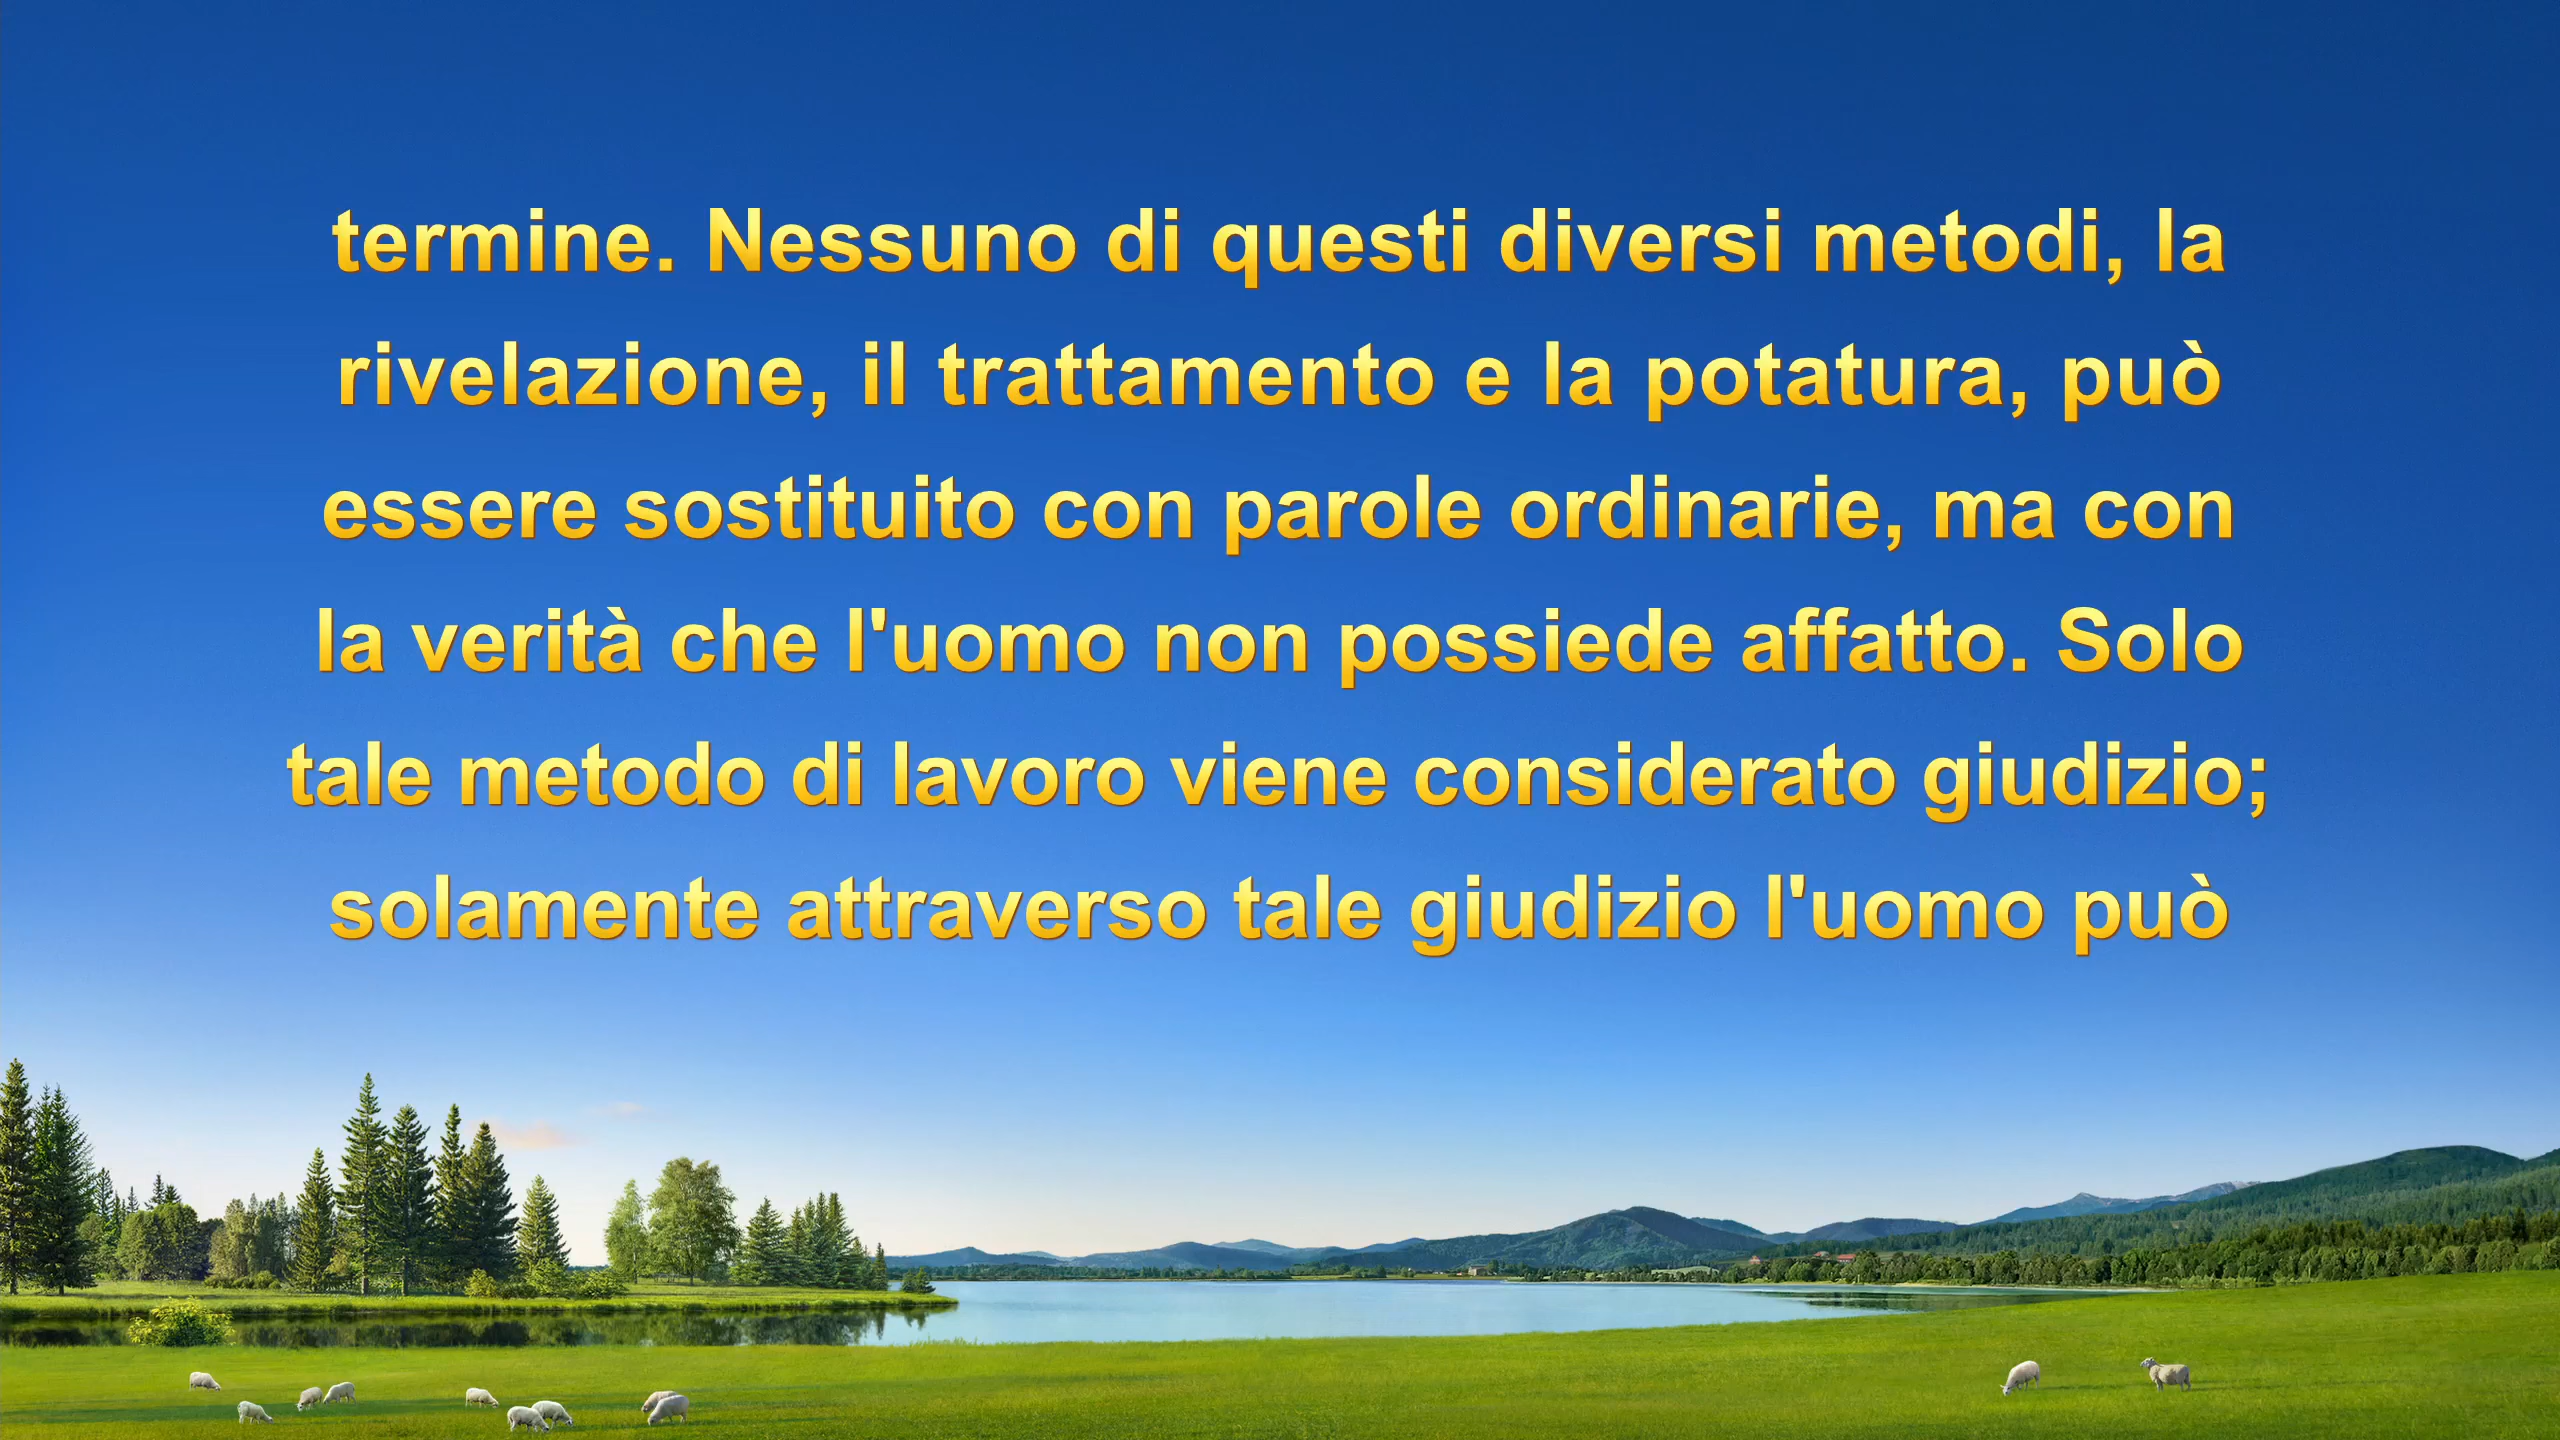 termine. Nessuno di questi diversi metodi, la
rivelazione, il trattamento e la potatura, può
essere sostituito con parole ordinarie, ma con
la verità che l'uomo non possiede affatto. Solo
tale metodo di lavoro viene considerato giudizio;
solamente attraverso tale giudizio l'uomo può